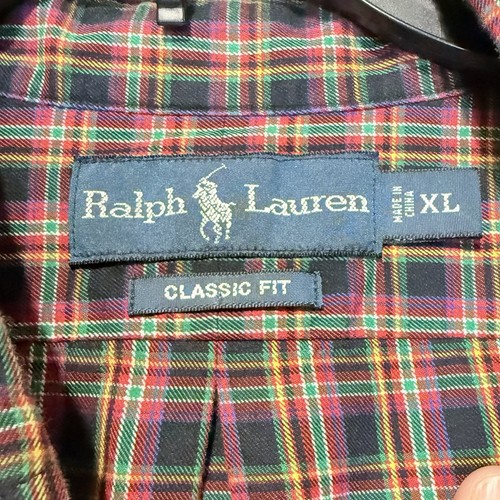 Ralph Lauren
MADE IN
CHINA
XL
CLASSIC FIT